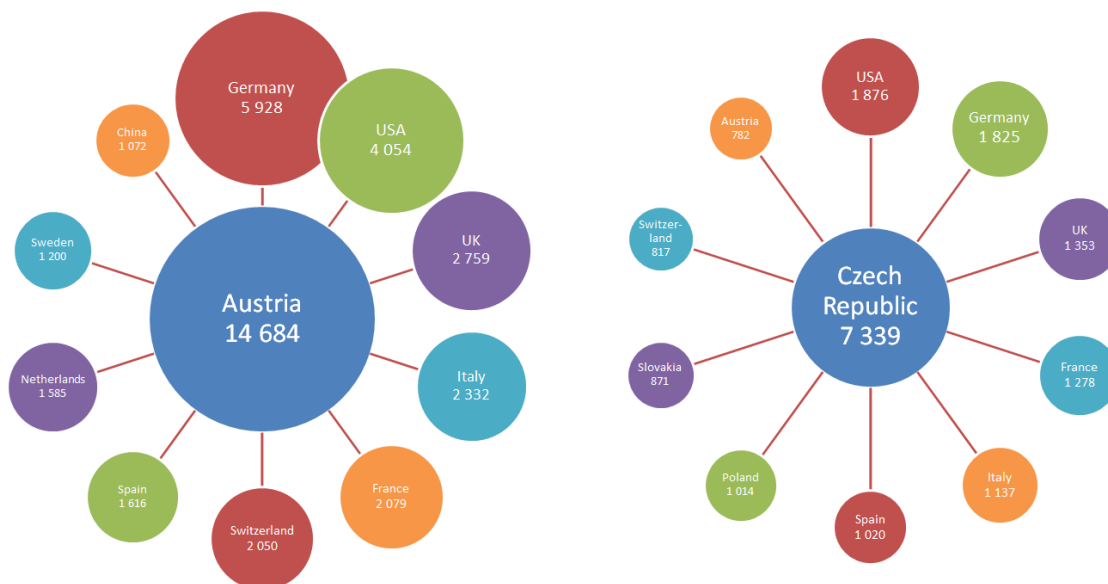 Germany
5 928
USA
4 054
UK
2 759
Italy
2 332
France
2 079
Switzerland
2 050
Spain
1 616
Netherlands
1 585
Sweden
1 200
China
1 072
Austria
14 684
USA
1 876
Germany
1 825
UK
1 353
France
1 278
Italy
1 137
Spain
1 020
Poland
1 014
Slovakia
871
Switzer-
land
817
Austria
782
Czech
Republic
7 339